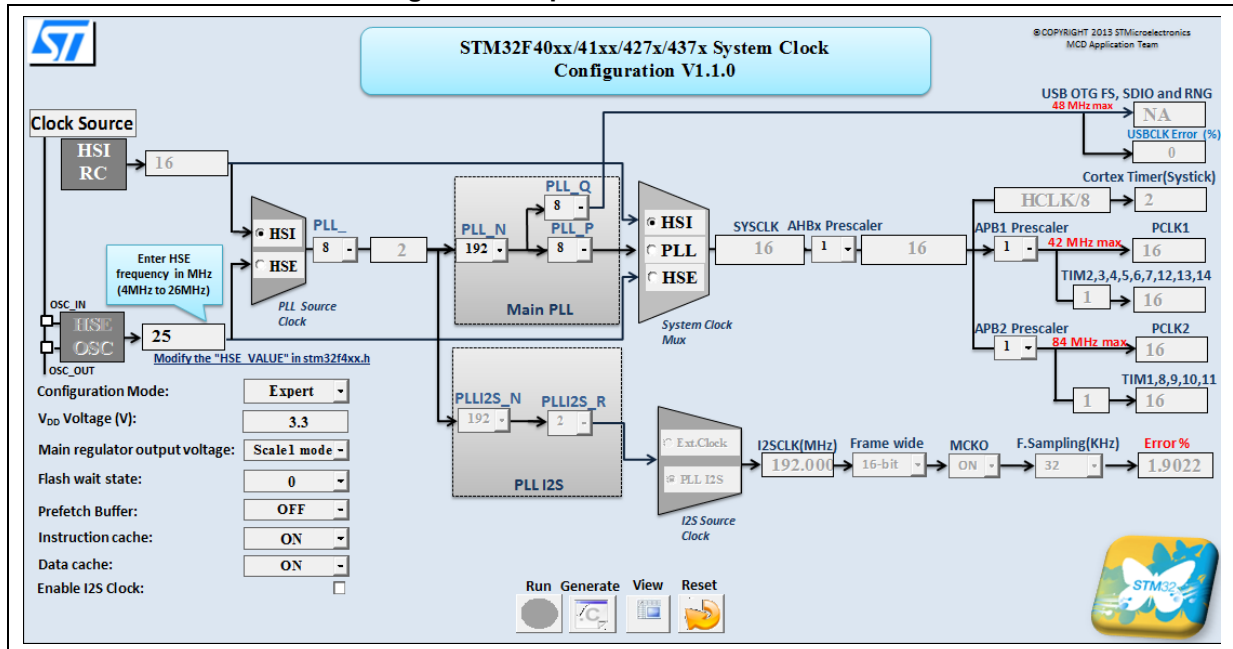 ST
STM32F40xx/41xx/427x/437x System Clock
Configuration V1.1.0
© COPYRIGHT 2013 STMicroelectronics
MCD Application Team
USB OTG FS, SDIO and RNG
48 MHz max
NA
USBCLK Error (%)
0
Clock Source
HSI
RC
16
Cortex Timer(Systick)
HCLK/8
2
PLL_Q
8
PLL_N
192
PLL_P
8
Main PLL
HSI
HSE
PLL Source
Clock
PLL_
8
2
HSI
PLL
HSE
System Clock
Mux
SYSCLK
16
AHBx Prescaler
1
16
APB1 Prescaler
1
42 MHz max
PCLK1
16
TIM2,3,4,5,6,7,12,13,14
1
16
APB2 Prescaler
1
84 MHz max
PCLK2
16
TIM1,8,9,10,11
1
16
Enter HSE
frequency in MHz
(4MHz to 26MHz)
OSC_IN
HSE
OSC
OSC_OUT
25
Modify the "HSE_VALUE" in stm32f4xx.h
Configuration Mode:
Expert
VDD Voltage (V):
3.3
Main regulator output voltage:
Scale1 mode
Flash wait state:
0
Prefetch Buffer:
OFF
Instruction cache:
ON
Data cache:
ON
Enable I2S Clock:
PLLI2S_N
192
PLLI2S_R
2
PLL I2S
Ext.Clock
PLL I2S
I2S Source
Clock
I2SCLK(MHz)
192.000
Frame wide
16-bit
MCKO
ON
F.Sampling(KHz)
32
Error %
1.9022
Run
Generate
.C
View
Reset
STM32